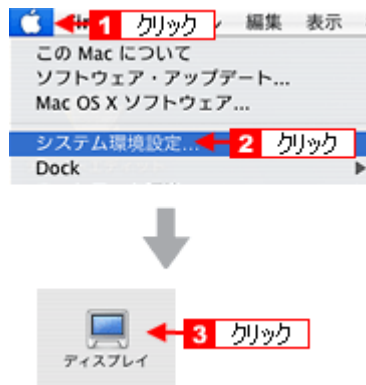 1 クリック 編集 表示
この Mac について
ソフトウェア・アップデート...
Mac OS X ソフトウェア...
システム環境設定... 2 クリック
Dock
3 クリック
ディスプレイ